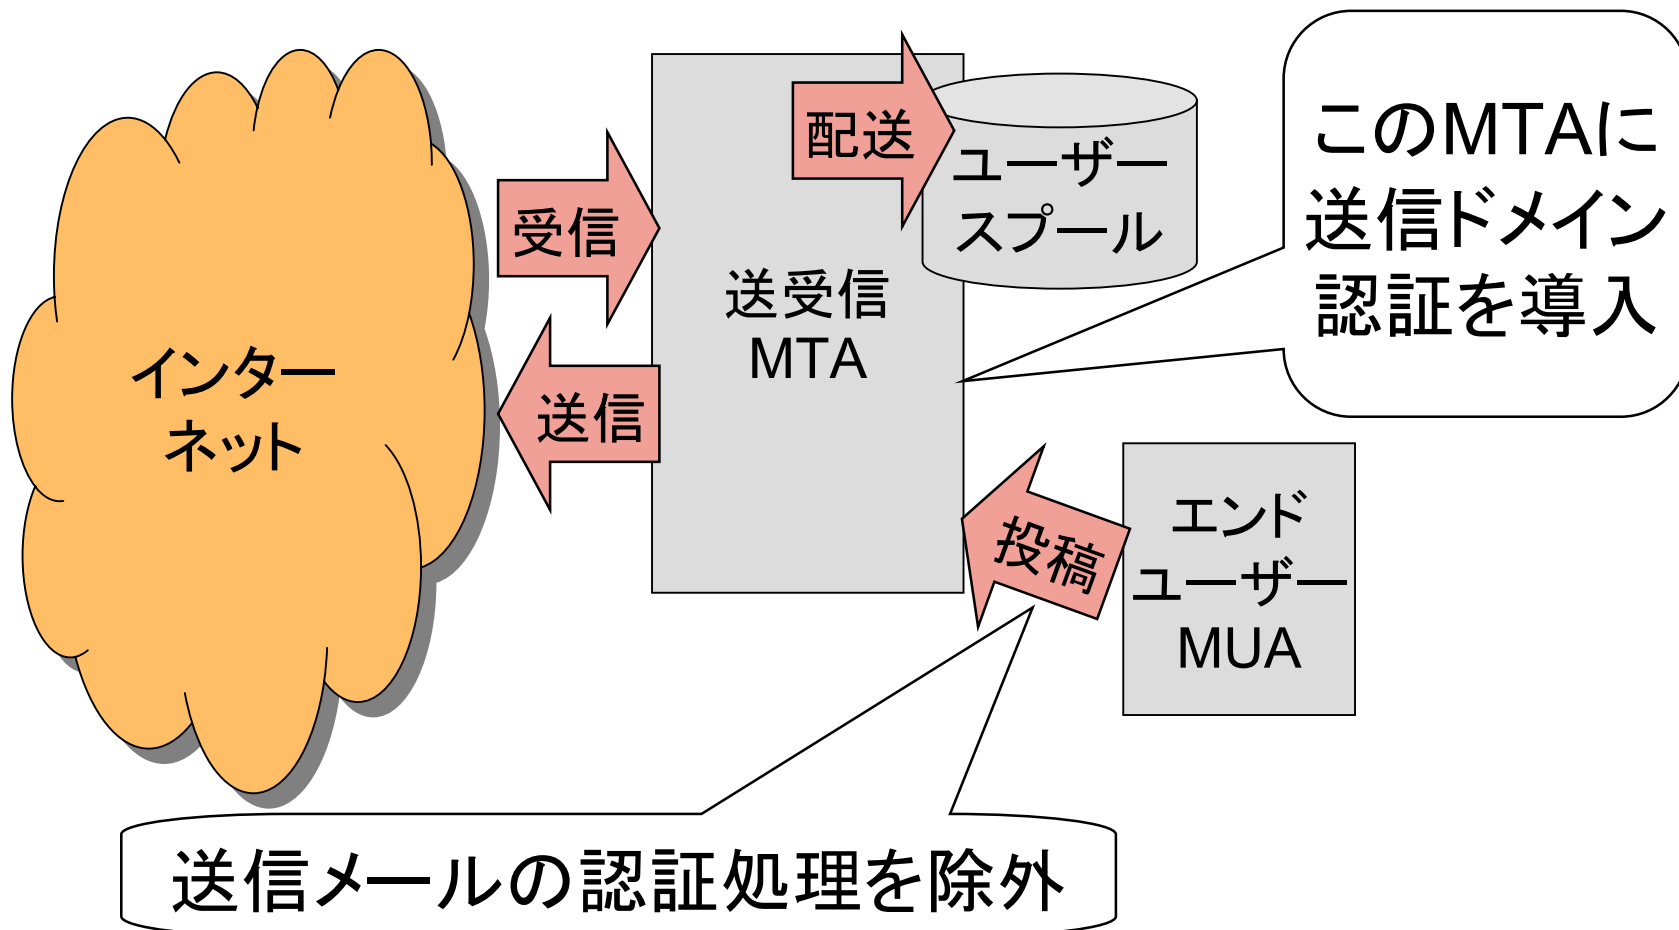 配送
ユーザー
スプール
このMTAに
送信ドメイン
認証を導入
受信
送受信
MTA
インター
ネット
送信
投稿
エンド
ユーザー
MUA
送信メールの認証処理を除外